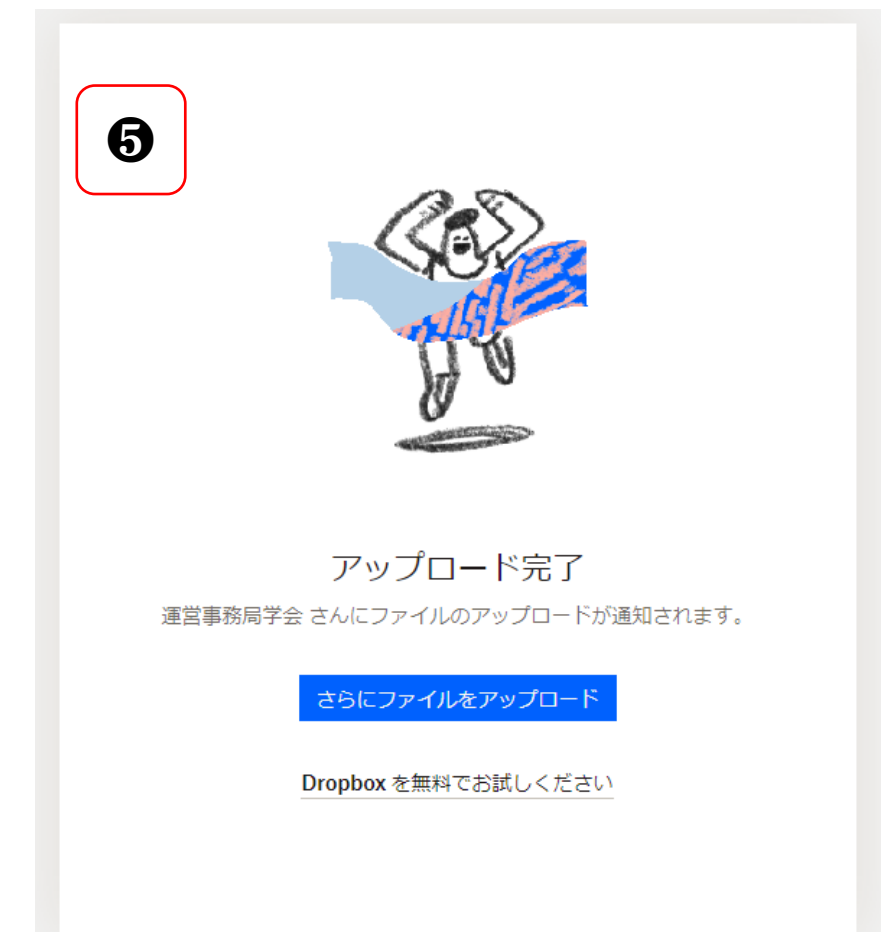 ❺
アップロード完了
運営事務局学会 さんにファイルのアップロードが通知されます。
さらにファイルをアップロード
Dropbox を無料でお試しください